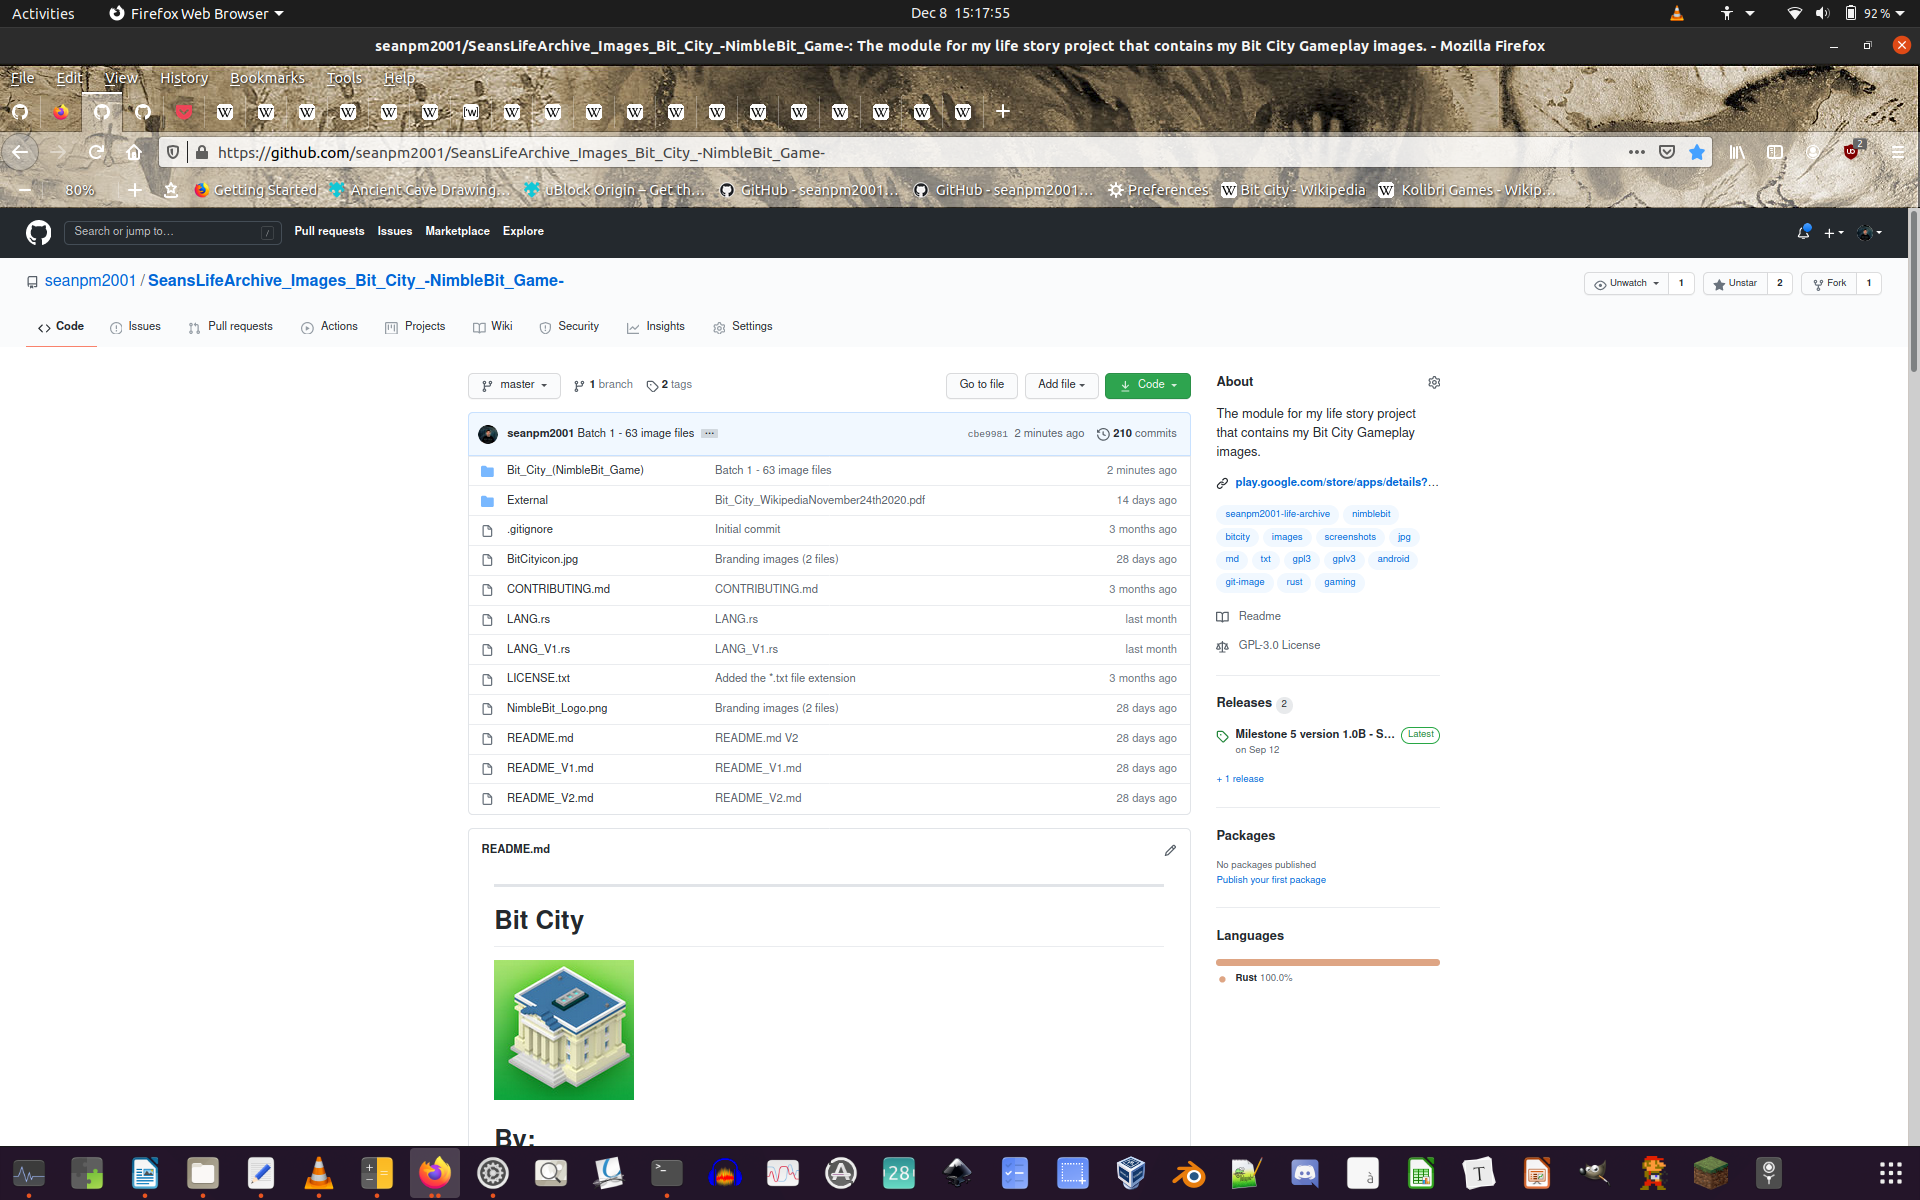 Activities
Firefox Web Browser
Dec 8 15:17:55
92 %
seanpm2001/SeansLifeArchive_Images_Bit_City_-NimbleBit_Game-: The module for my life story project that contains my Bit City Gameplay images. - Mozilla Firefox
File Edit View History Bookmarks Tools Help
https://github.com/seanpm2001/SeansLifeArchive_Images_Bit_City_-NimbleBit_Game-
2
80%
Getting Started
Ancient Cave Drawing…
uBlock Origin – Get th…
GitHub - seanpm2001…
GitHub - seanpm2001…
Preferences
Bit City - Wikipedia
Kolibri Games - Wikip…
Search or jump to…
/
Pull requests
Issues
Marketplace
Explore
seanpm2001 / SeansLifeArchive_Images_Bit_City_-NimbleBit_Game-
Unwatch 1
Unstar 2
Fork 1
Code
Issues
Pull requests
Actions
Projects
Wiki
Security
Insights
Settings
master
1 branch
2 tags
Go to file
Add file
Code
seanpm2001 Batch 1 - 63 image files
cbe9981 2 minutes ago
210 commits
Bit_City_(NimbleBit_Game) Batch 1 - 63 image files 2 minutes ago
External Bit_City_WikipediaNovember24th2020.pdf 14 days ago
.gitignore Initial commit 3 months ago
BitCityicon.jpg Branding images (2 files) 28 days ago
CONTRIBUTING.md CONTRIBUTING.md 3 months ago
LANG.rs LANG.rs last month
LANG_V1.rs LANG_V1.rs last month
LICENSE.txt Added the *.txt file extension 3 months ago
NimbleBit_Logo.png Branding images (2 files) 28 days ago
README.md README.md V2 28 days ago
README_V1.md README_V1.md 28 days ago
README_V2.md README_V2.md 28 days ago
README.md
Bit City
By:
About
The module for my life story project
that contains my Bit City Gameplay
images.
play.google.com/store/apps/details?…
seanpm2001-life-archive nimblebit
bitcity images screenshots jpg
md txt gpl3 gplv3 android
git-image rust gaming
Readme
GPL-3.0 License
Releases 2
Milestone 5 version 1.0B - S… Latest
on Sep 12
+ 1 release
Packages
No packages published
Publish your first package
Languages
Rust 100.0%
28